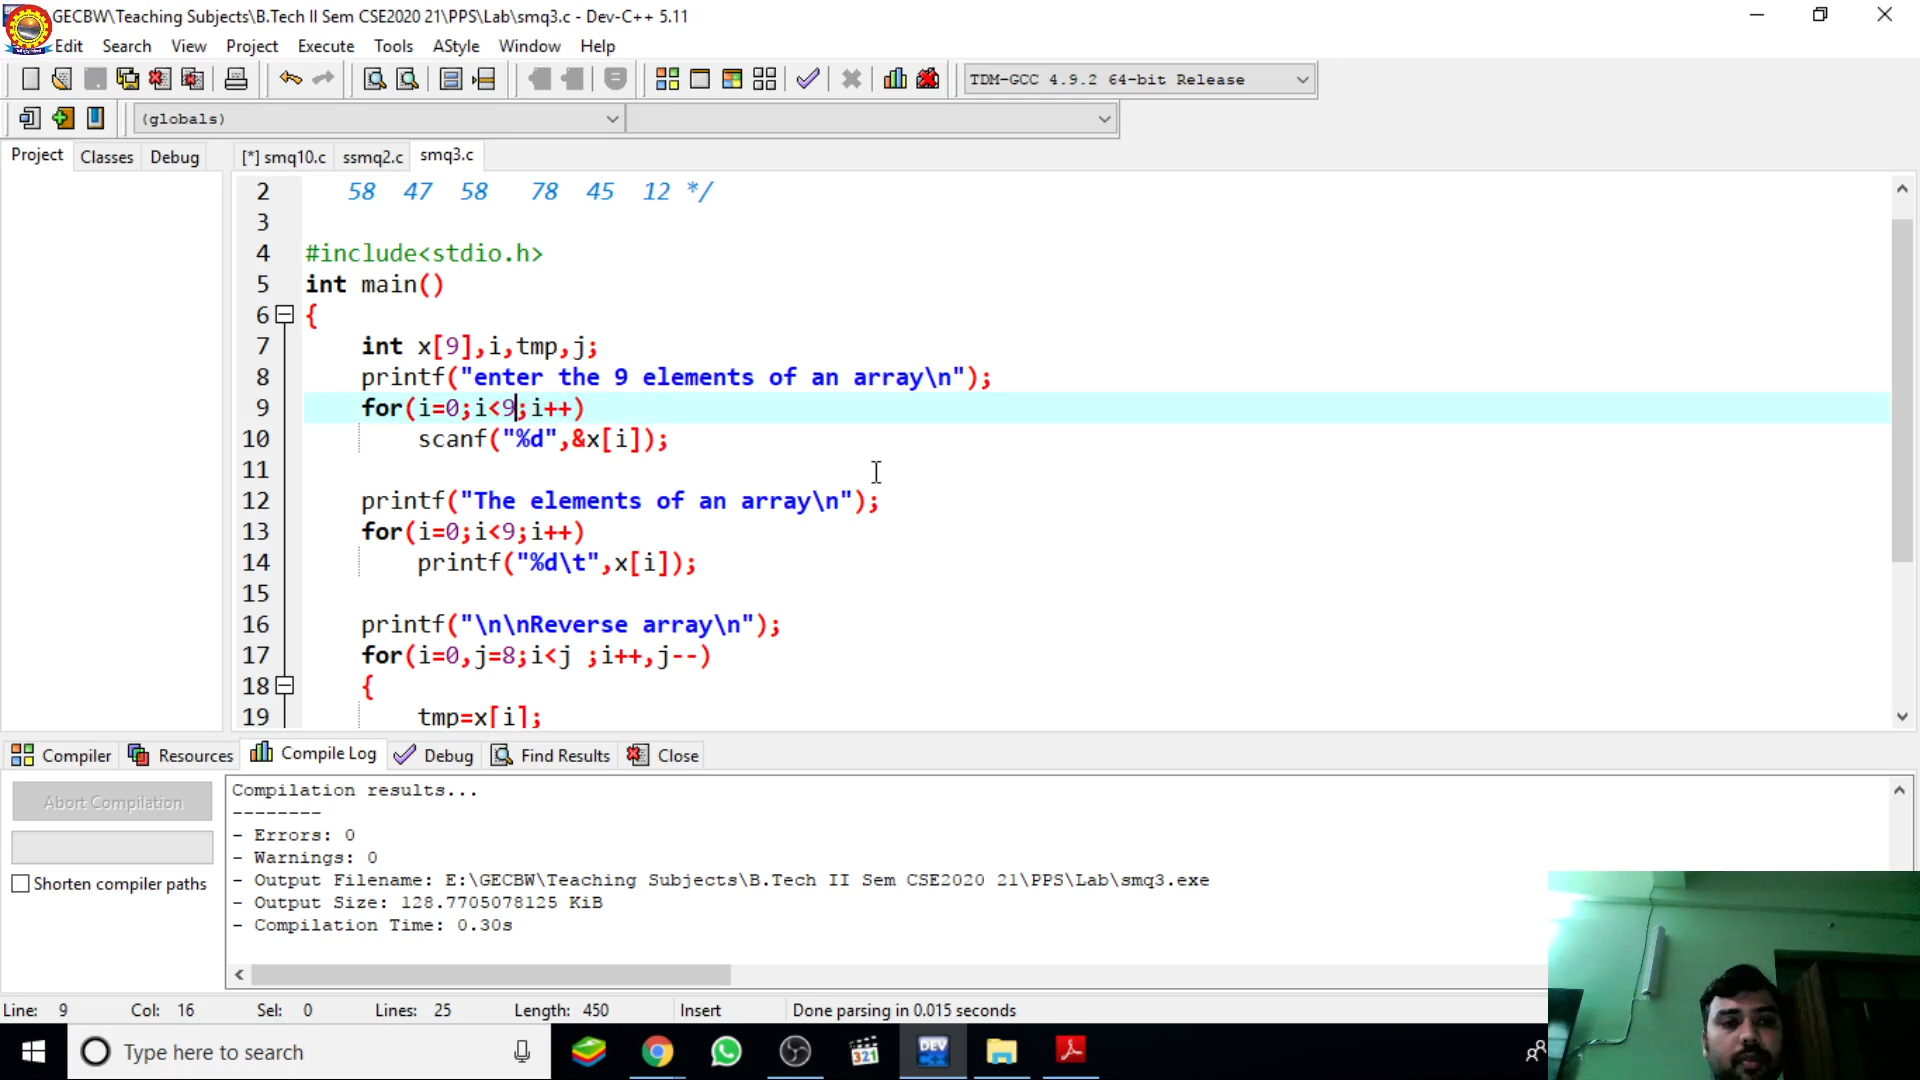 GECBW\Teaching Subjects\B.Tech II Sem CSE2020 21\PPS\Lab\smq3.c - Dev-C++ 5.11
Edit Search View Project Execute Tools AStyle Window Help
TDM-GCC 4.9.2 64-bit Release
(globals)
Project Classes Debug [*] smq10.c ssmq2.c smq3.c
2 58 47 58 78 45 12 */
3
4 #include<stdio.h>
5 int main()
6 {
7 int x[9],i,tmp,j;
8 printf("enter the 9 elements of an array\n");
9 for(i=0;i<9;i++)
10 scanf("%d",&x[i]);
11
12 printf("The elements of an array\n");
13 for(i=0;i<9;i++)
14 printf("%d\t",x[i]);
15
16 printf("\n\nReverse array\n");
17 for(i=0,j=8;i<j ;i++,j--)
18 {
19 tmp=x[i];
Compiler Resources Compile Log Debug Find Results Close
Abort Compilation
Shorten compiler paths
Compilation results...
--------
- Errors: 0
- Warnings: 0
- Output Filename: E:\GECBW\Teaching Subjects\B.Tech II Sem CSE2020 21\PPS\Lab\smq3.exe
- Output Size: 128.7705078125 KiB
- Compilation Time: 0.30s
Line: 9 Col: 16 Sel: 0 Lines: 25 Length: 450 Insert Done parsing in 0.015 seconds
Type here to search
321
DEV
C++